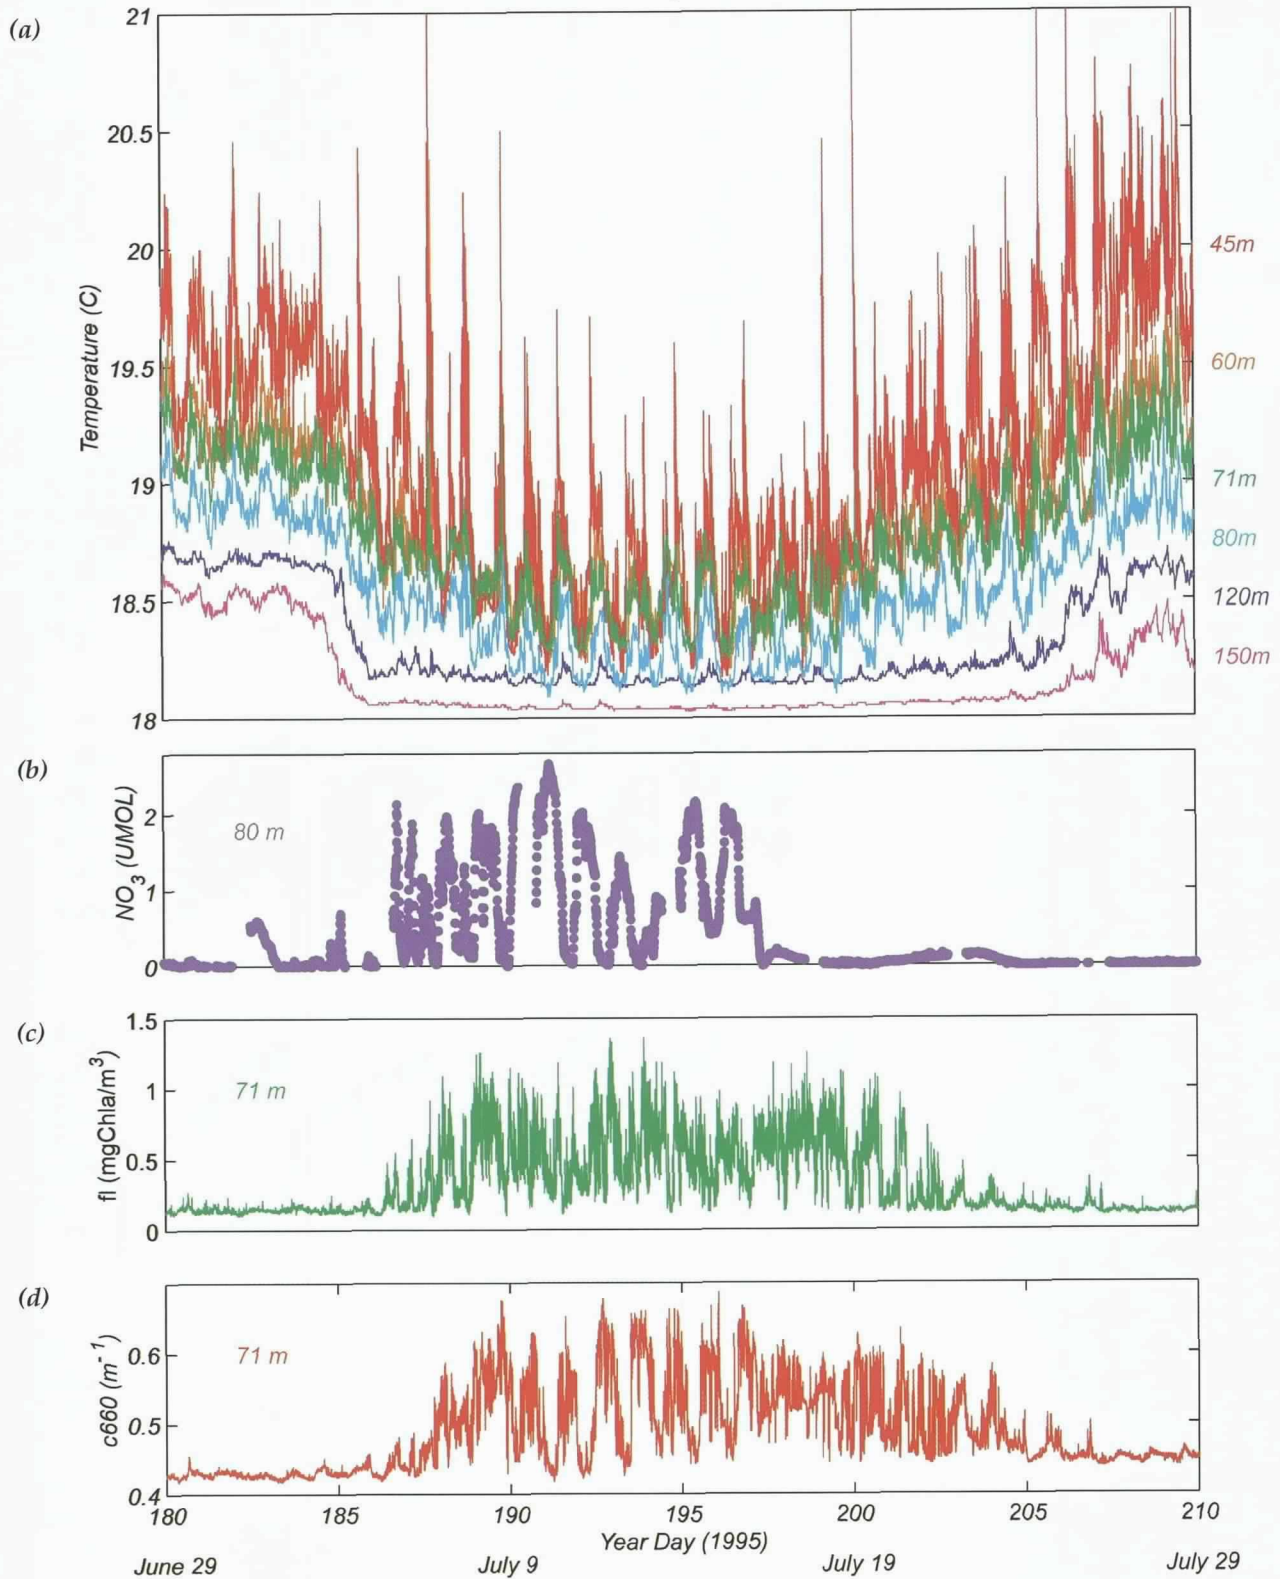 (a)
21
20.5
20
19.5
19
18.5
18
Temperature (C)
45m
60m
71m
80m
120m
150m
(b)
2
1
0
NO3 (UMOL)
80 m
(c)
1.5
1
0.5
0
fl (mgChla/m3)
71 m
(d)
0.6
0.5
0.4
c660 (m-1)
71 m
180 185 190 195 200 205 210
Year Day (1995)
June 29 July 9 July 19 July 29